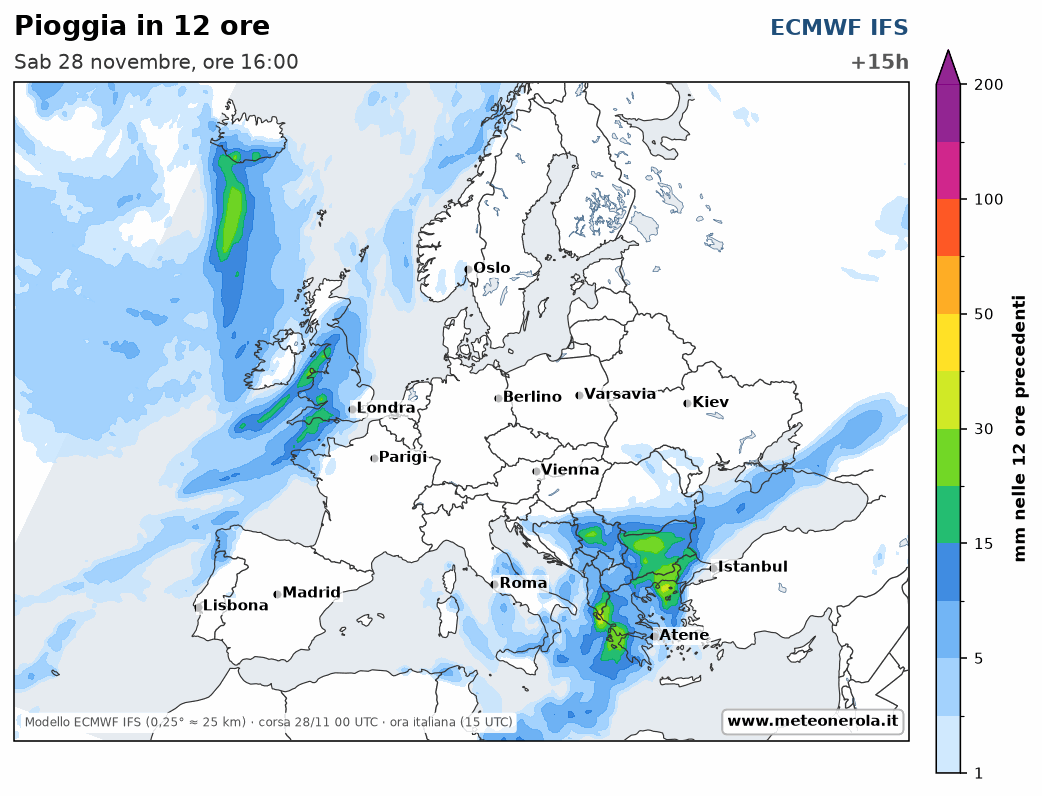 Pioggia in 12 ore
ECMWF IFS
Sab 28 novembre, ore 16:00
+15h
200
100
50
30
15
5
1
mm nelle 12 ore precedenti
Oslo
Londra
Berlino
Varsavia
Kiev
Parigi
Vienna
Istanbul
Roma
Madrid
Lisbona
Atene
Modello ECMWF IFS (0,25° ≈ 25 km) · corsa 28/11 00 UTC · ora italiana (15 UTC)
www.meteonerola.it